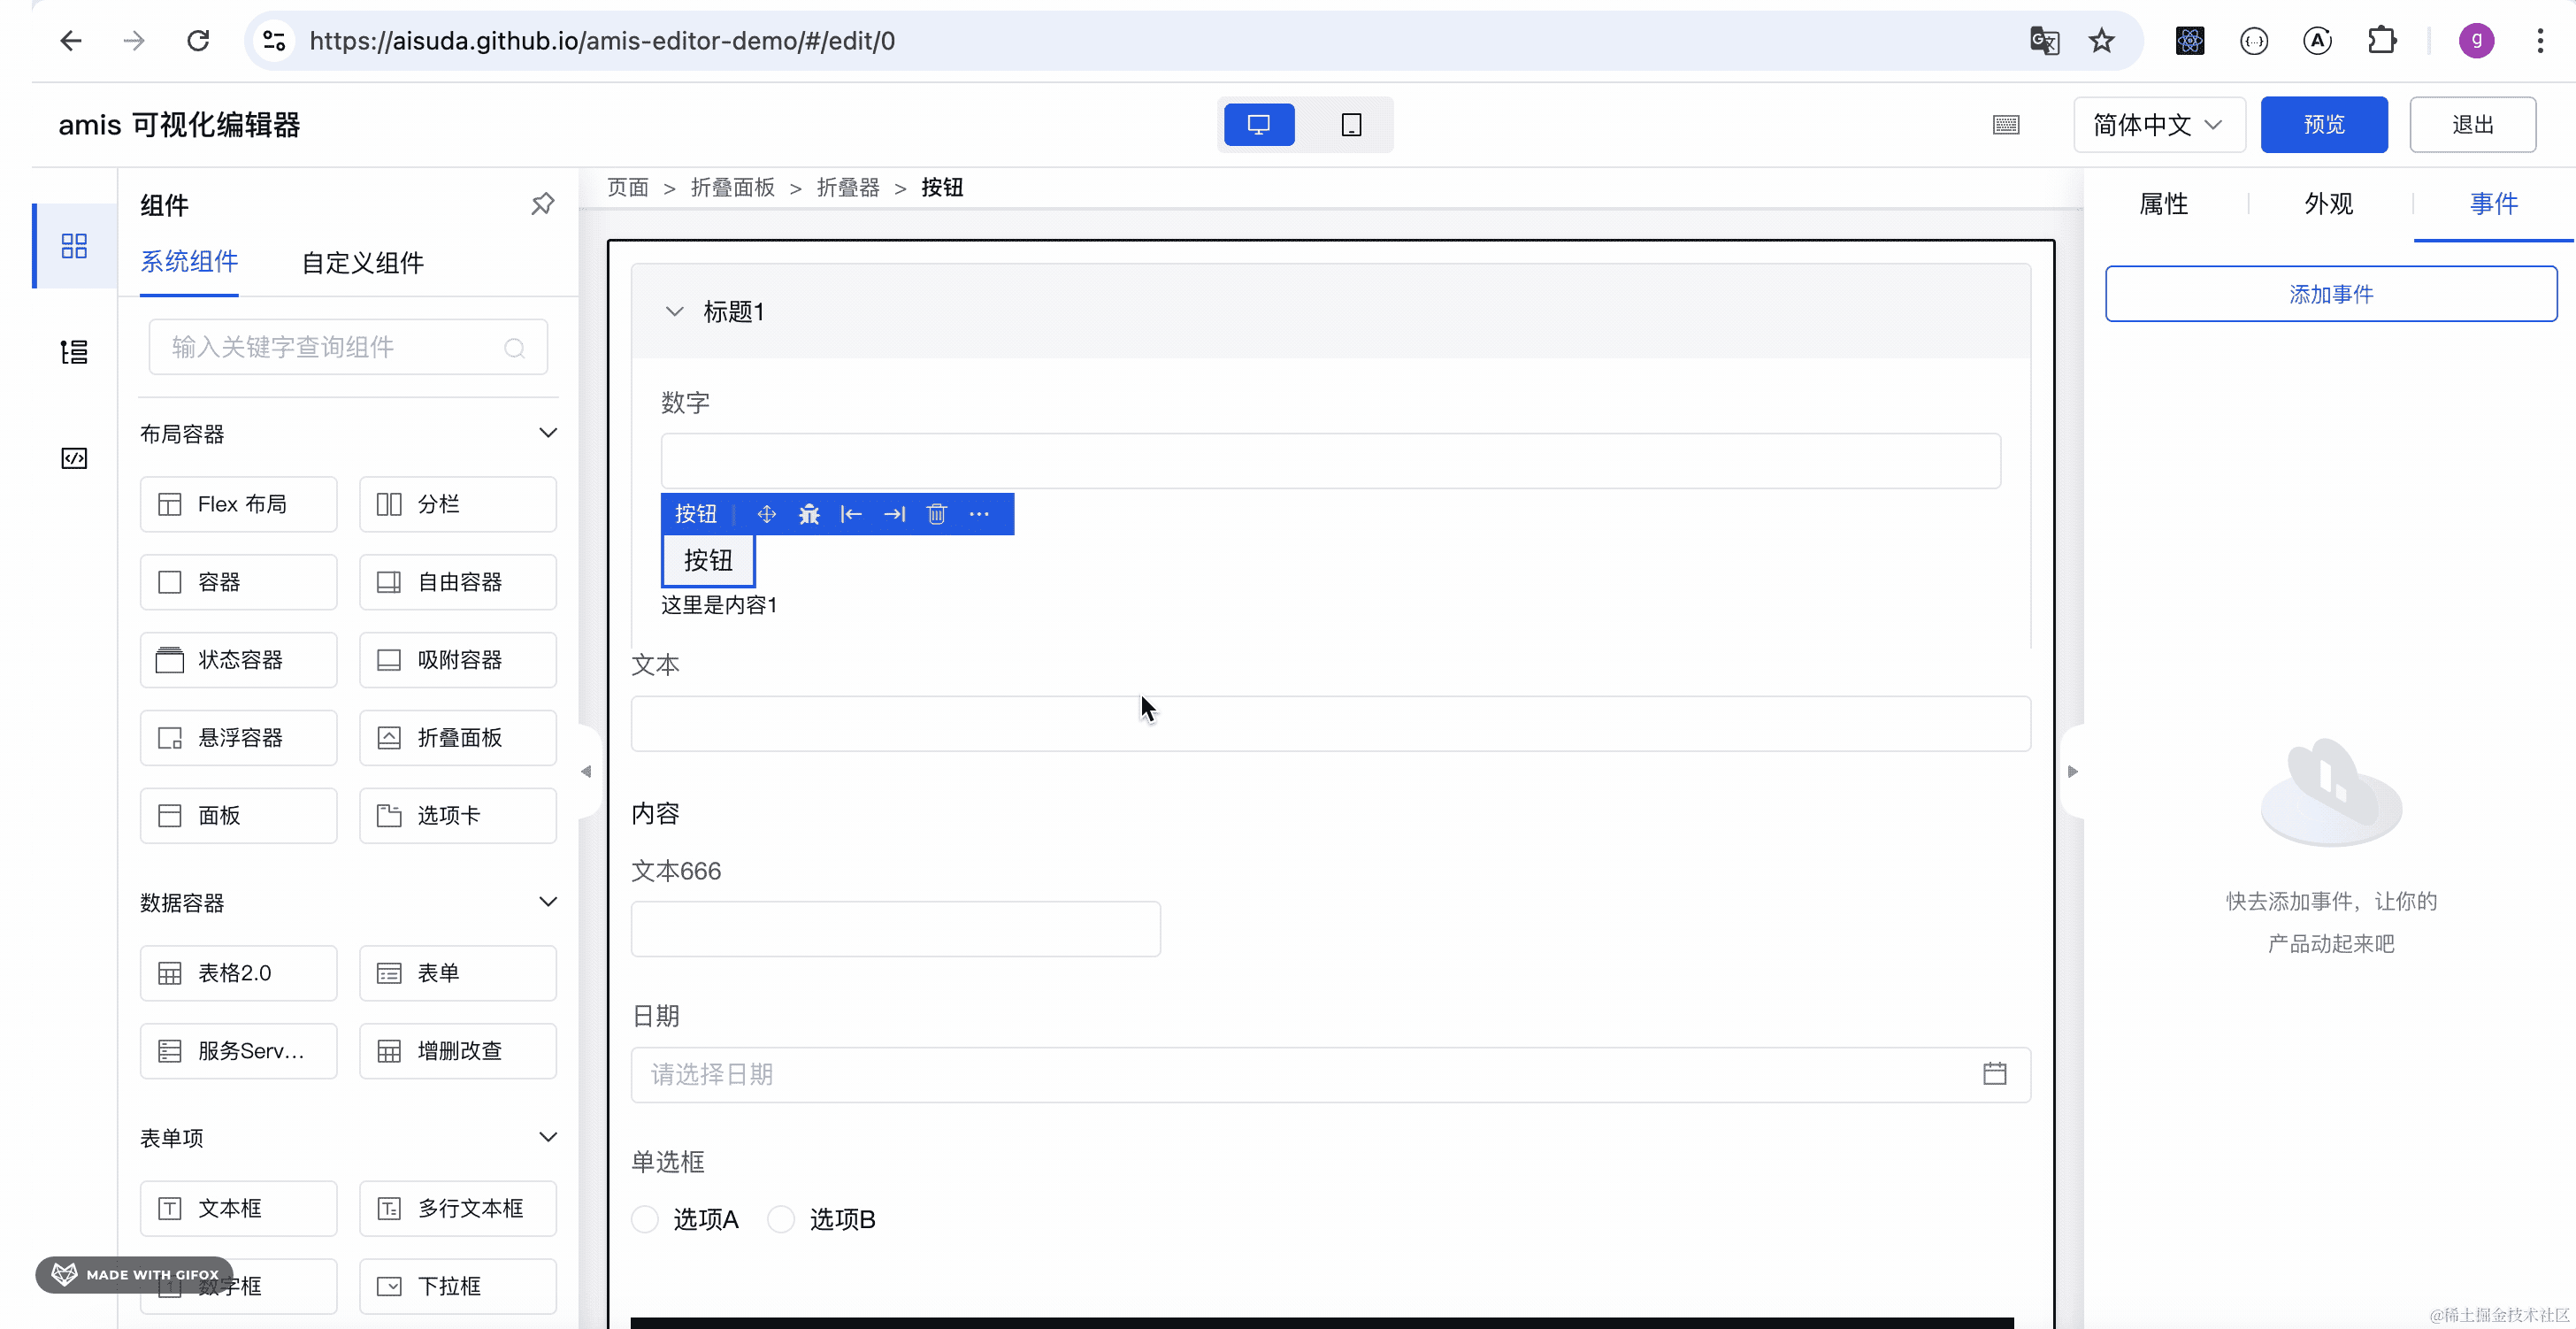 https://aisuda.github.io/amis-editor-demo/#/edit/0
g
amis 可视化编辑器
简体中文
预览
退出
组件
系统组件
自定义组件
输入关键字查询组件
布局容器
Flex 布局
分栏
容器
自由容器
状态容器
吸附容器
悬浮容器
折叠面板
面板
选项卡
数据容器
表格2.0
表单
服务Serv...
增删改查
表单项
文本框
多行文本框
数字框
下拉框
MADE WITH GIFOX
页面 > 折叠面板 > 折叠器 > 按钮
标题1
数字
按钮
按钮
这里是内容1
文本
内容
文本666
日期
请选择日期
单选框
选项A
选项B
属性
外观
事件
添加事件
快去添加事件，让你的
产品动起来吧
@稀土掘金技术社区